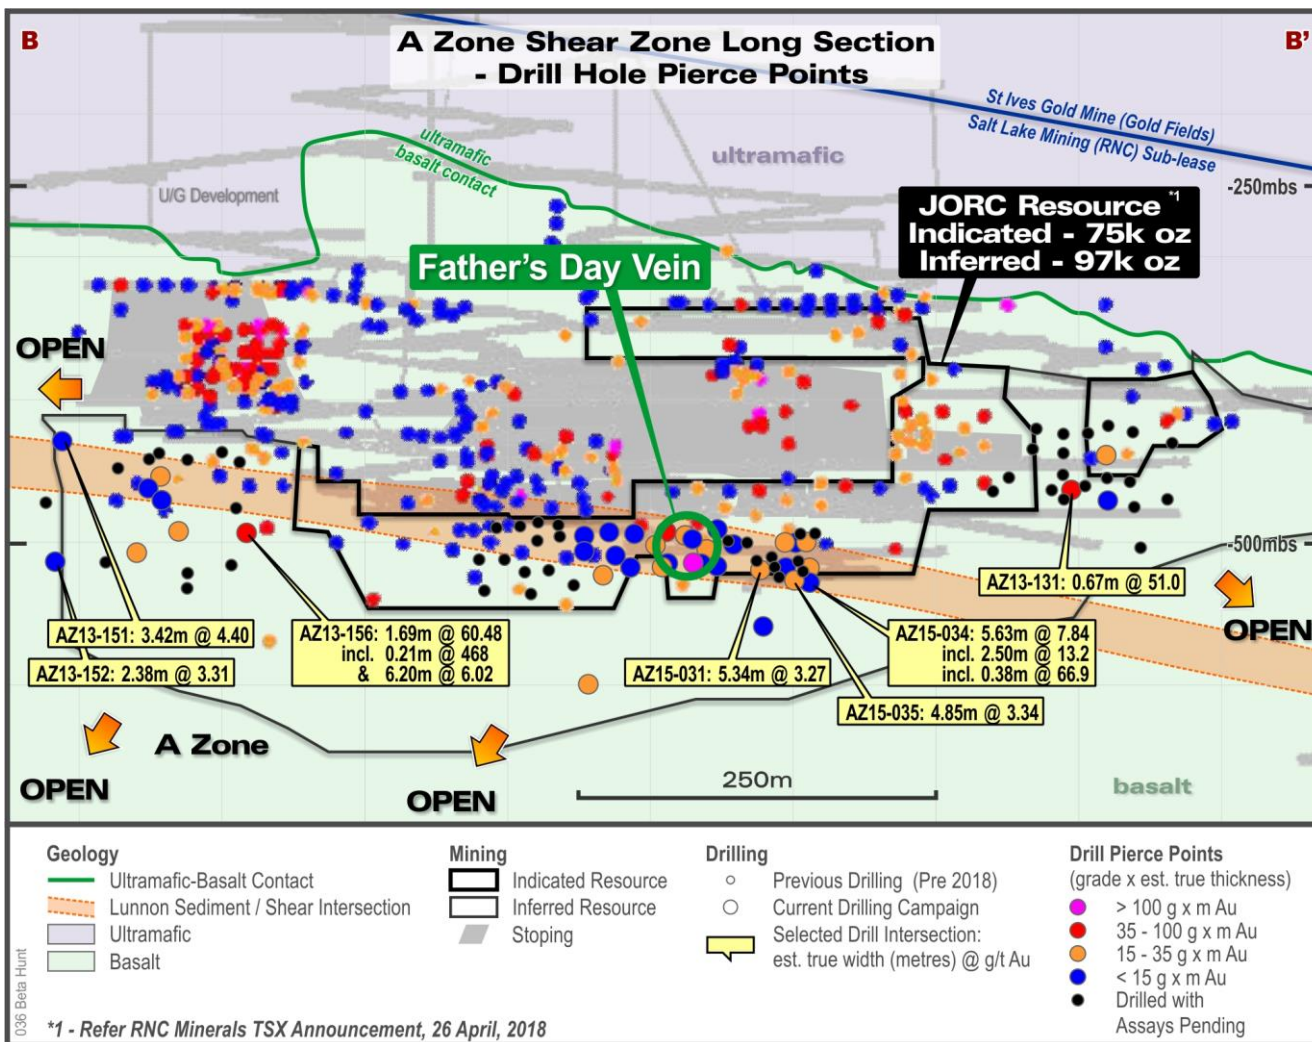 B
A Zone Shear Zone Long Section
- Drill Hole Pierce Points
B'
St Ives Gold Mine (Gold Fields)
Salt Lake Mining (RNC) Sub-lease
ultramafic
basalt contact
ultramafic
U/G Development
-250mbs
JORC Resource *1
Indicated - 75k oz
Inferred - 97k oz
Father's Day Vein
OPEN
-500mbs
AZ13-131: 0.67m @ 51.0
OPEN
AZ13-151: 3.42m @ 4.40
AZ13-152: 2.38m @ 3.31
AZ13-156: 1.69m @ 60.48
incl. 0.21m @ 468
& 6.20m @ 6.02
AZ15-031: 5.34m @ 3.27
AZ15-034: 5.63m @ 7.84
incl. 2.50m @ 13.2
incl. 0.38m @ 66.9
AZ15-035: 4.85m @ 3.34
A Zone
OPEN
OPEN
250m
basalt
Geology
Ultramafic-Basalt Contact
Lunnon Sediment / Shear Intersection
Ultramafic
Basalt
Mining
Indicated Resource
Inferred Resource
Stoping
Drilling
Previous Drilling (Pre 2018)
Current Drilling Campaign
Selected Drill Intersection:
est. true width (metres) @ g/t Au
Drill Pierce Points
(grade x est. true thickness)
> 100 g x m Au
35 - 100 g x m Au
15 - 35 g x m Au
< 15 g x m Au
Drilled with
Assays Pending
036 Beta Hunt
*1 - Refer RNC Minerals TSX Announcement, 26 April, 2018